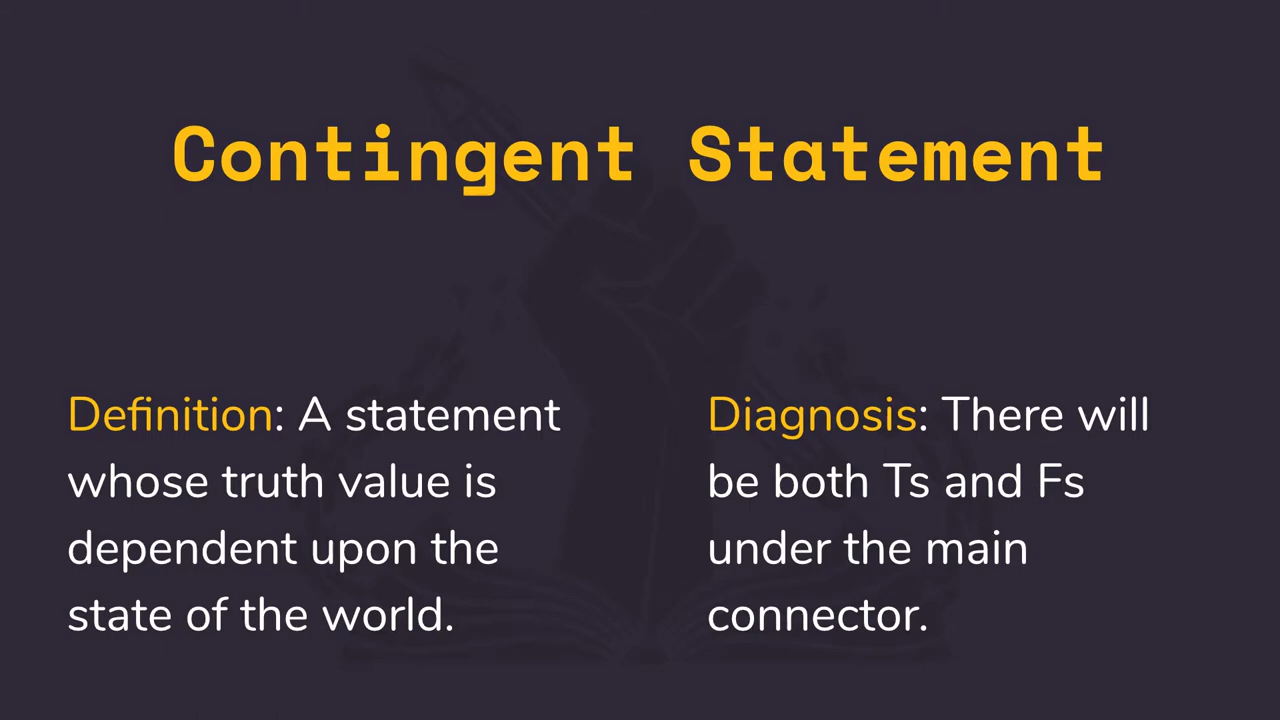 Contingent Statement
Definition: A statement
whose truth value is
dependent upon the
state of the world.
Diagnosis: There will
be both Ts and Fs
under the main
connector.